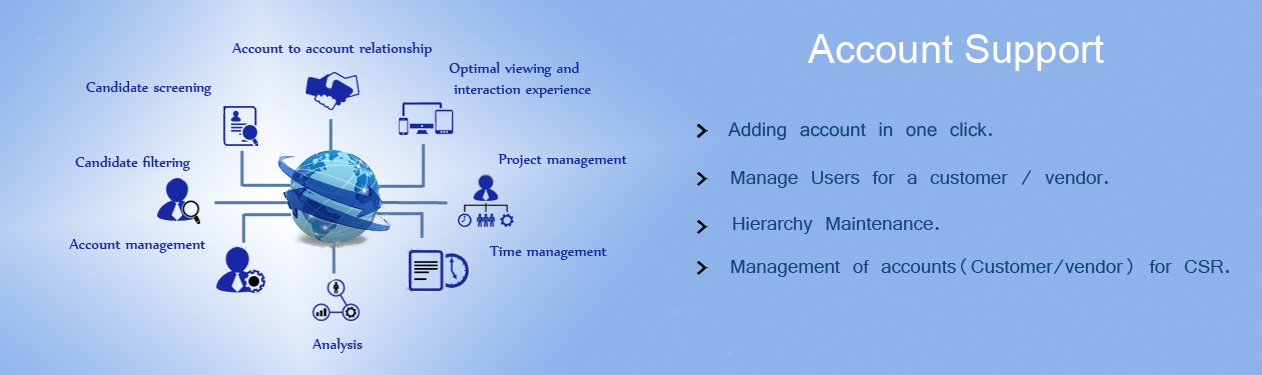 Account to account relationship
Optimal viewing and
interaction experience
Candidate screening
Candidate filtering
Project management
Account management
Time management
Analysis
Account Support
Adding account in one click.
Manage Users for a customer / vendor.
Hierarchy Maintenance.
Management of accounts(Customer/vendor) for CSR.